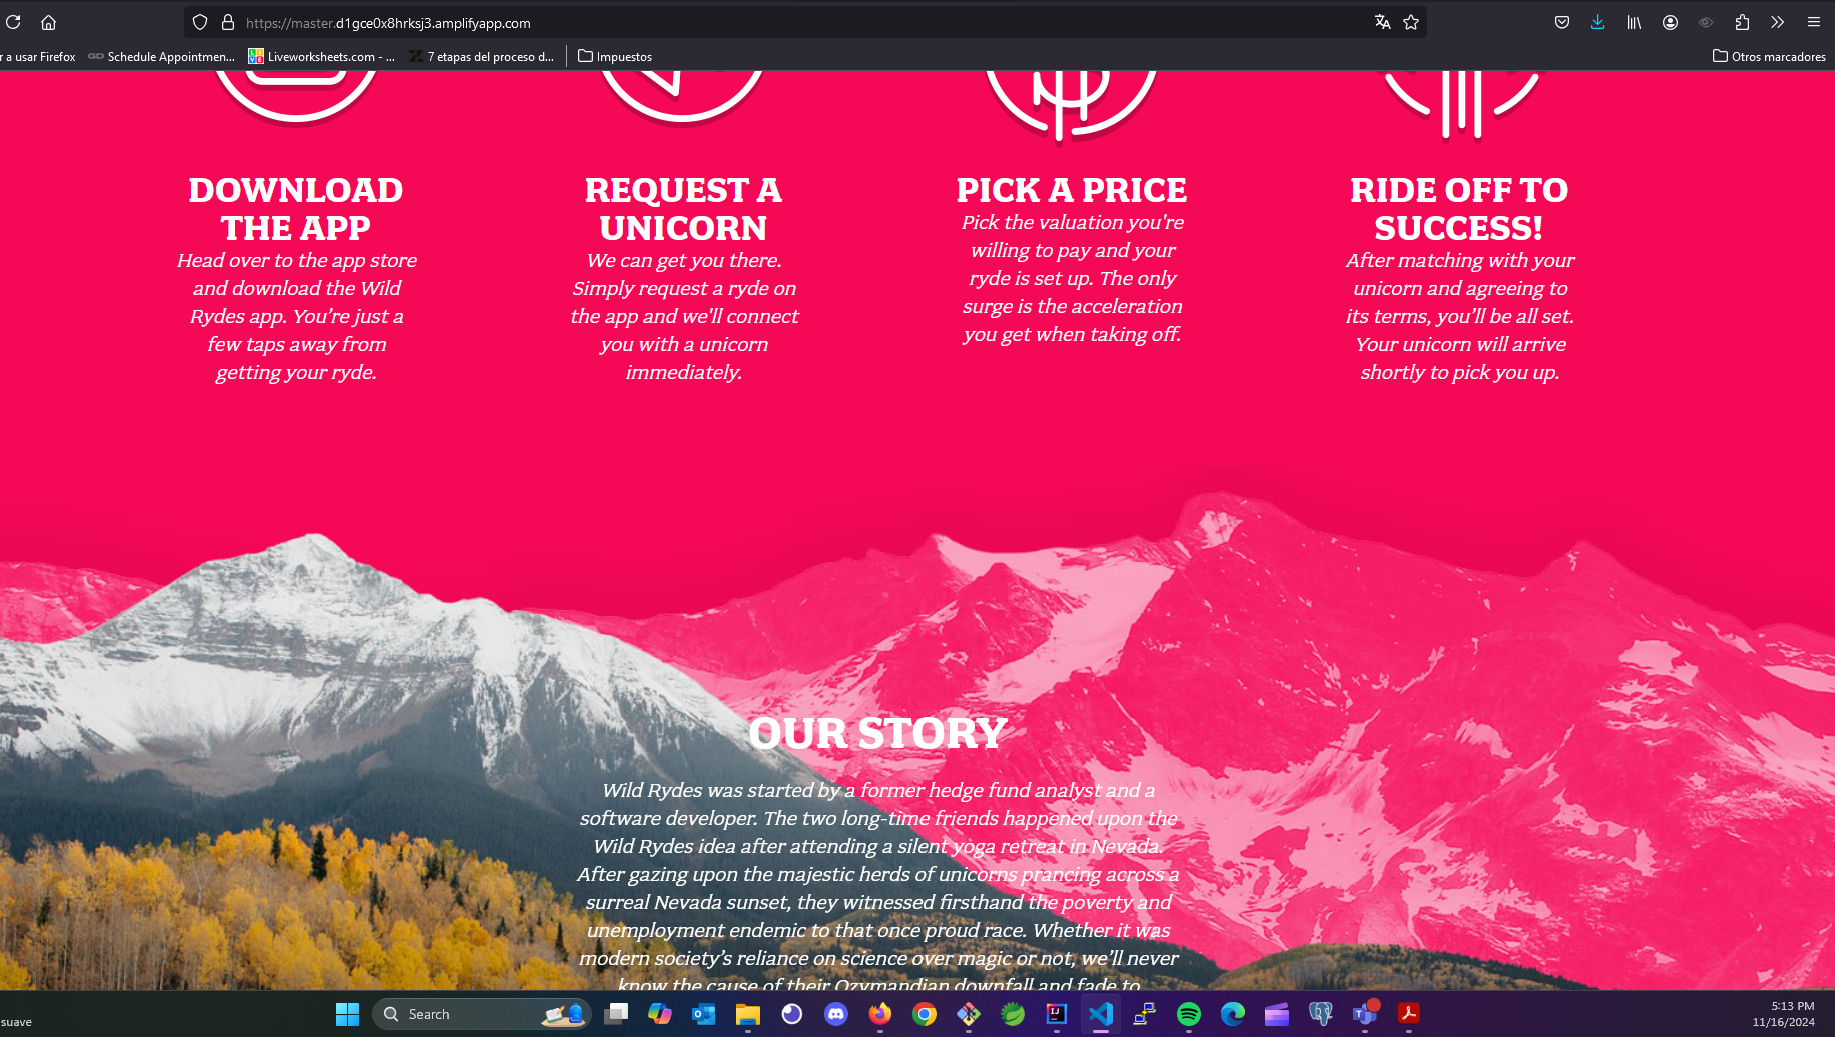 https://master.d1gce0x8hrksj3.amplifyapp.com
r a usar Firefox
Schedule Appointmen...
Liveworksheets.com - ...
7 etapas del proceso d...
Impuestos
Otros marcadores
DOWNLOAD
THE APP
Head over to the app store
and download the Wild
Rydes app. You’re just a
few taps away from
getting your ryde.
REQUEST A
UNICORN
We can get you there.
Simply request a ryde on
the app and we'll connect
you with a unicorn
immediately.
PICK A PRICE
Pick the valuation you're
willing to pay and your
ryde is set up. The only
surge is the acceleration
you get when taking off.
RIDE OFF TO
SUCCESS!
After matching with your
unicorn and agreeing to
its terms, you’ll be all set.
Your unicorn will arrive
shortly to pick you up.
OUR STORY
Wild Rydes was started by a former hedge fund analyst and a
software developer. The two long-time friends happened upon the
Wild Rydes idea after attending a silent yoga retreat in Nevada.
After gazing upon the majestic herds of unicorns prancing across a
surreal Nevada sunset, they witnessed firsthand the poverty and
unemployment endemic to that once proud race. Whether it was
modern society’s reliance on science over magic or not, we’ll never
know the cause of their Ozymandian downfall and fade to
suave
Search
5:13 PM
11/16/2024